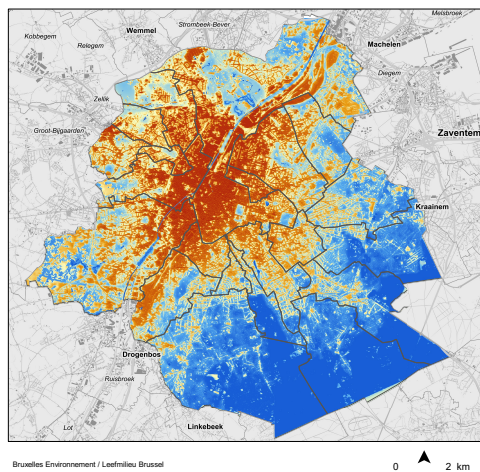 Meisbroek
Strombeek-Bever
Wemmel
Kobbegem
Relegem
Machelen
Diegem
Zellik
Groot-Bijgaarden
Zaventem
Kraainem
Drogenbos
Ruisbroek
Lot
Linkebeek
Bruxelles Environnement / Leefmilieu Brussel
0 2 km